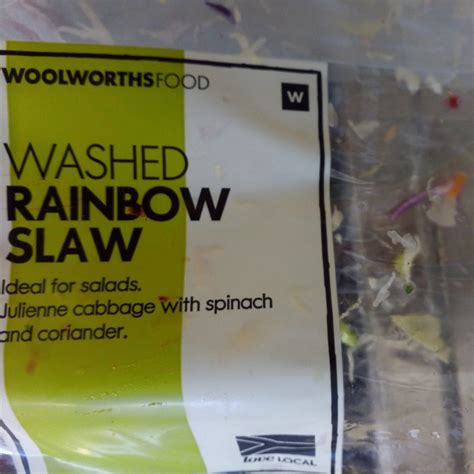 WOOLWORTHSFOOD
W
WASHED
RAINBOW
SLAW
Ideal for salads.
Julienne cabbage with spinach
and coriander.
love LOCAL